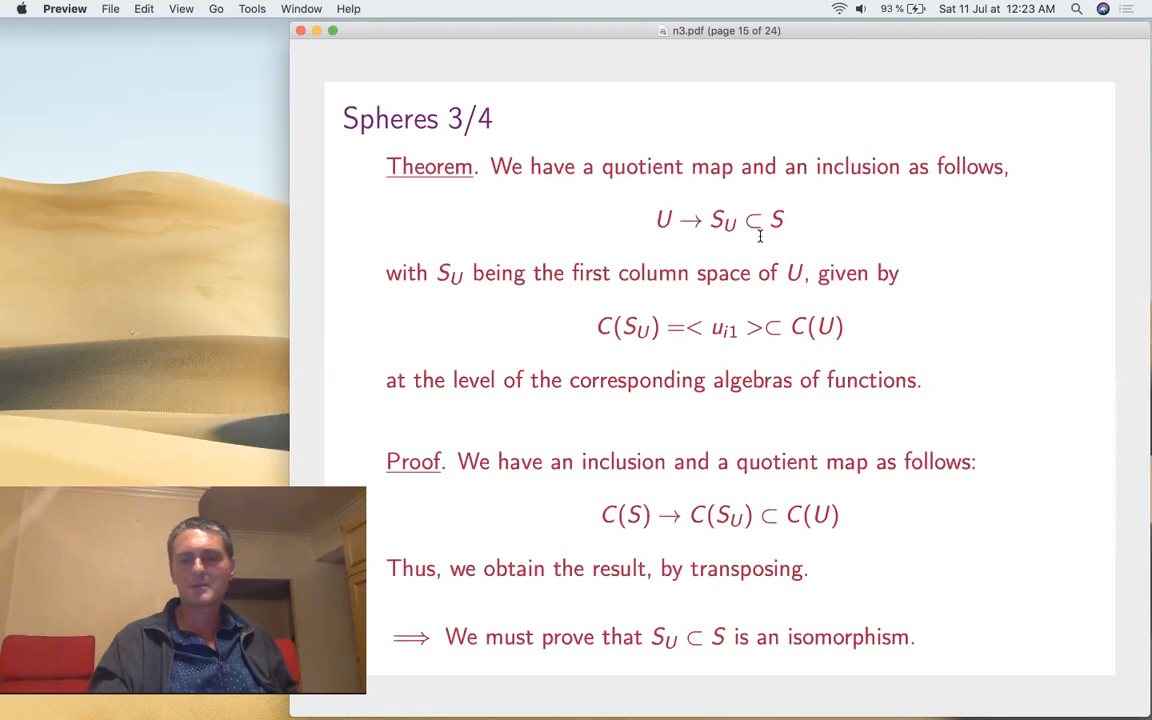 Preview File Edit View Go Tools Window Help 93 % Sat 11 Jul at 12:23 AM
n3.pdf (page 15 of 24)
Spheres 3/4
Theorem. We have a quotient map and an inclusion as follows,
U → S_U ⊂ S
with S_U being the first column space of U, given by
C(S_U) =< u_{i1} >⊂ C(U)
at the level of the corresponding algebras of functions.
Proof. We have an inclusion and a quotient map as follows:
C(S) → C(S_U) ⊂ C(U)
Thus, we obtain the result, by transposing.
⟹ We must prove that S_U ⊂ S is an isomorphism.